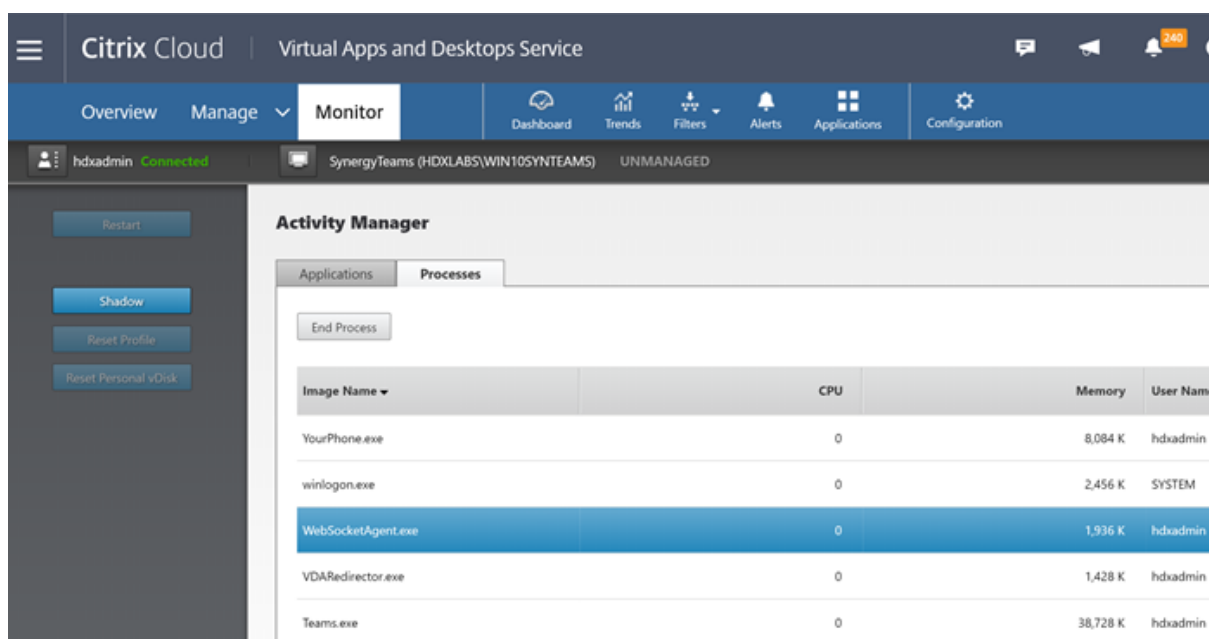 Citrix Cloud | Virtual Apps and Desktops Service 240
Overview Manage Monitor Dashboard Trends Filters Alerts Applications Configuration
hdxadmin Connected SynergyTeams (HDXLABS\WIN10SYNTEAMS) UNMANAGED
Restart
Shadow
Reset Profile
Reset Personal vDisk
Activity Manager
Applications Processes
End Process
Image Name CPU Memory User Nam
YourPhone.exe 0 8,084 K hdxadmin
winlogon.exe 0 2,456 K SYSTEM
WebSocketAgent.exe 0 1,936 K hdxadmin
VDARedirector.exe 0 1,428 K hdxadmin
Teams.exe 0 38,728 K hdxadmin